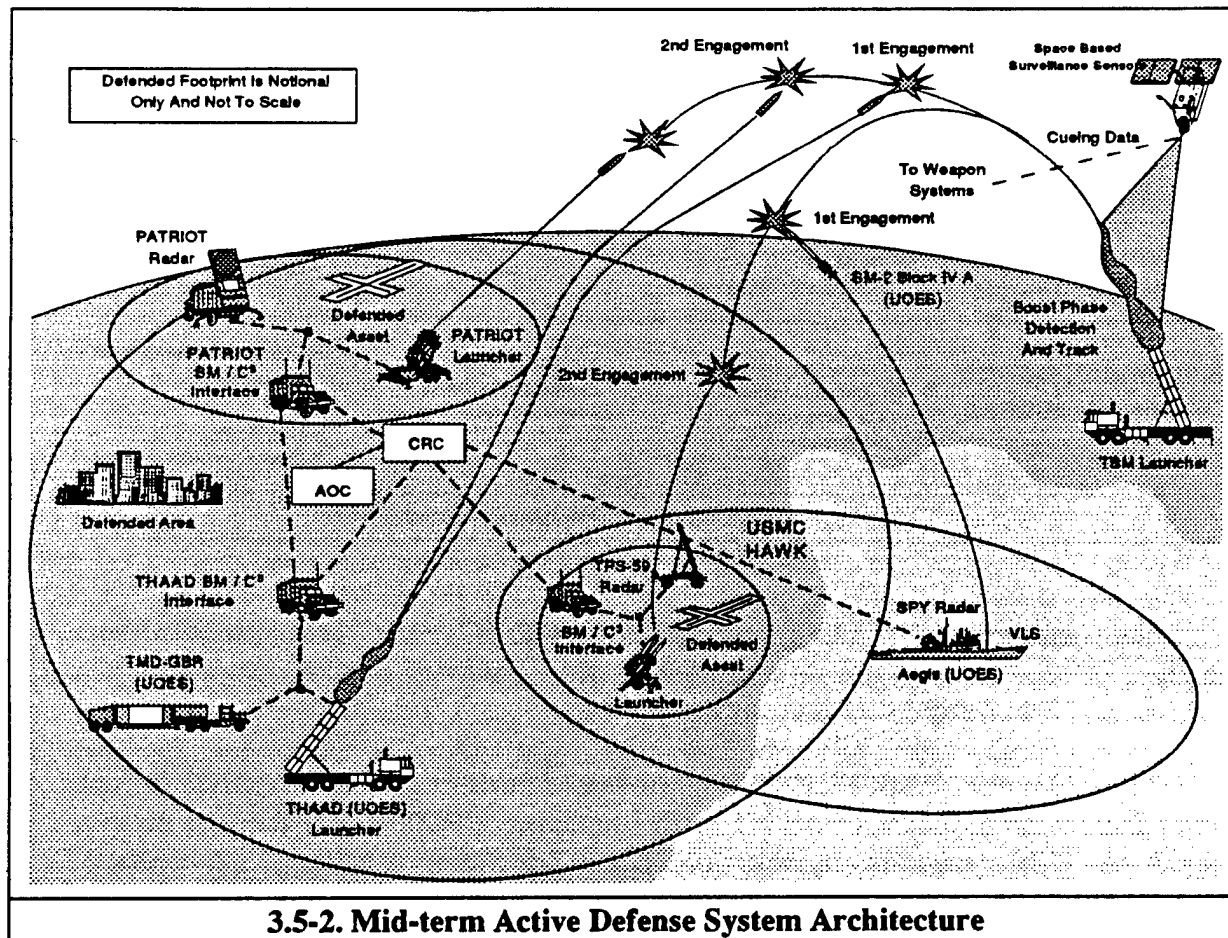 2nd Engagement
1st Engagement
Space Based
Surveillance Sensors
Defended Footprint Is Notional
Only And Not To Scale
Cueing Data
To Weapon
Systems
1st Engagement
PATRIOT
Radar
SM-2 Block IV A
(UOES)
Defended
Asset
PATRIOT
Launcher
Boost Phase
Detection
And Track
PATRIOT
BM / C³
Interface
2nd Engagement
CRC
TBM Launcher
AOC
Defended Area
USMC
HAWK
TPS-59
Radar
THAAD BM / C³
Interface
SPY Radar
VLS
BM / C³
Interface
Defended
Asset
Aegis (UOES)
TMD-GBR
(UOES)
Launcher
THAAD (UOES)
Launcher
3.5-2. Mid-term Active Defense System Architecture